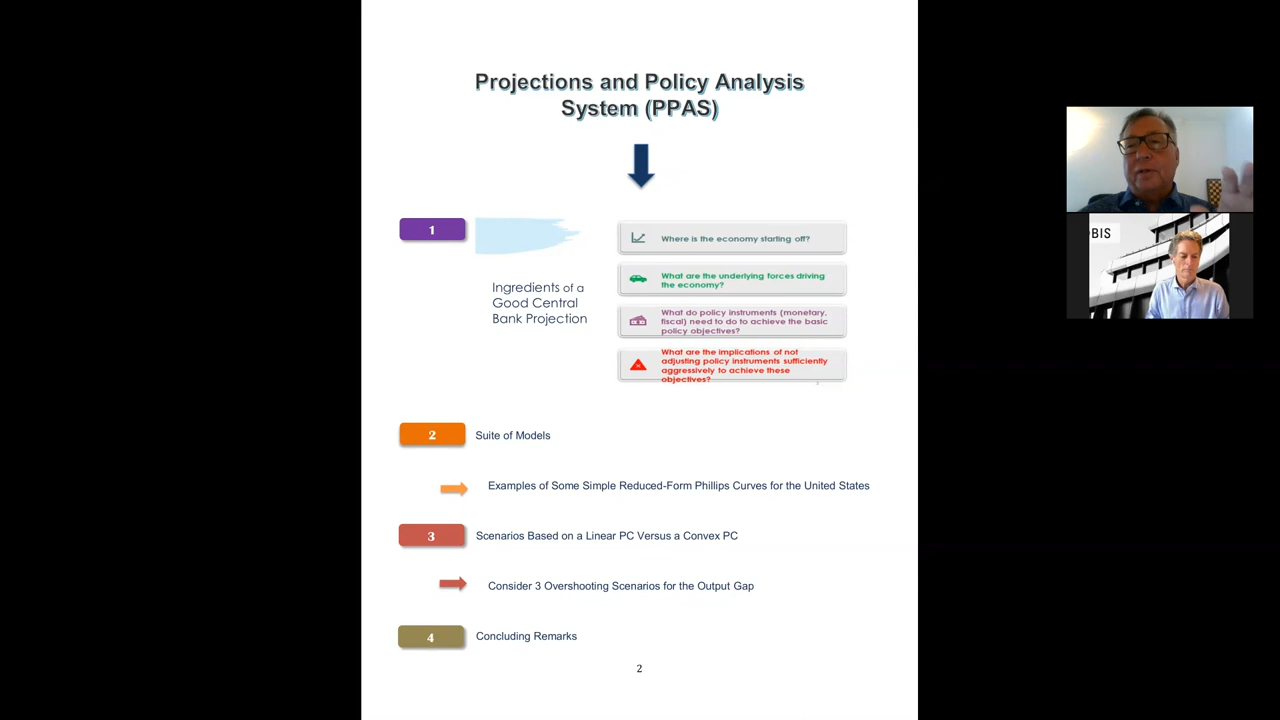 Projections and Policy Analysis
System (PPAS)
1
Ingredients of a
Good Central
Bank Projection
Where is the economy starting off?
What are the underlying forces driving
the economy?
What do policy instruments (monetary,
fiscal) need to do to achieve the basic
policy objectives?
What are the implications of not
adjusting policy instruments sufficiently
aggressively to achieve these
objectives?
2
Suite of Models
Examples of Some Simple Reduced-Form Phillips Curves for the United States
3
Scenarios Based on a Linear PC Versus a Convex PC
Consider 3 Overshooting Scenarios for the Output Gap
4
Concluding Remarks
2
BIS